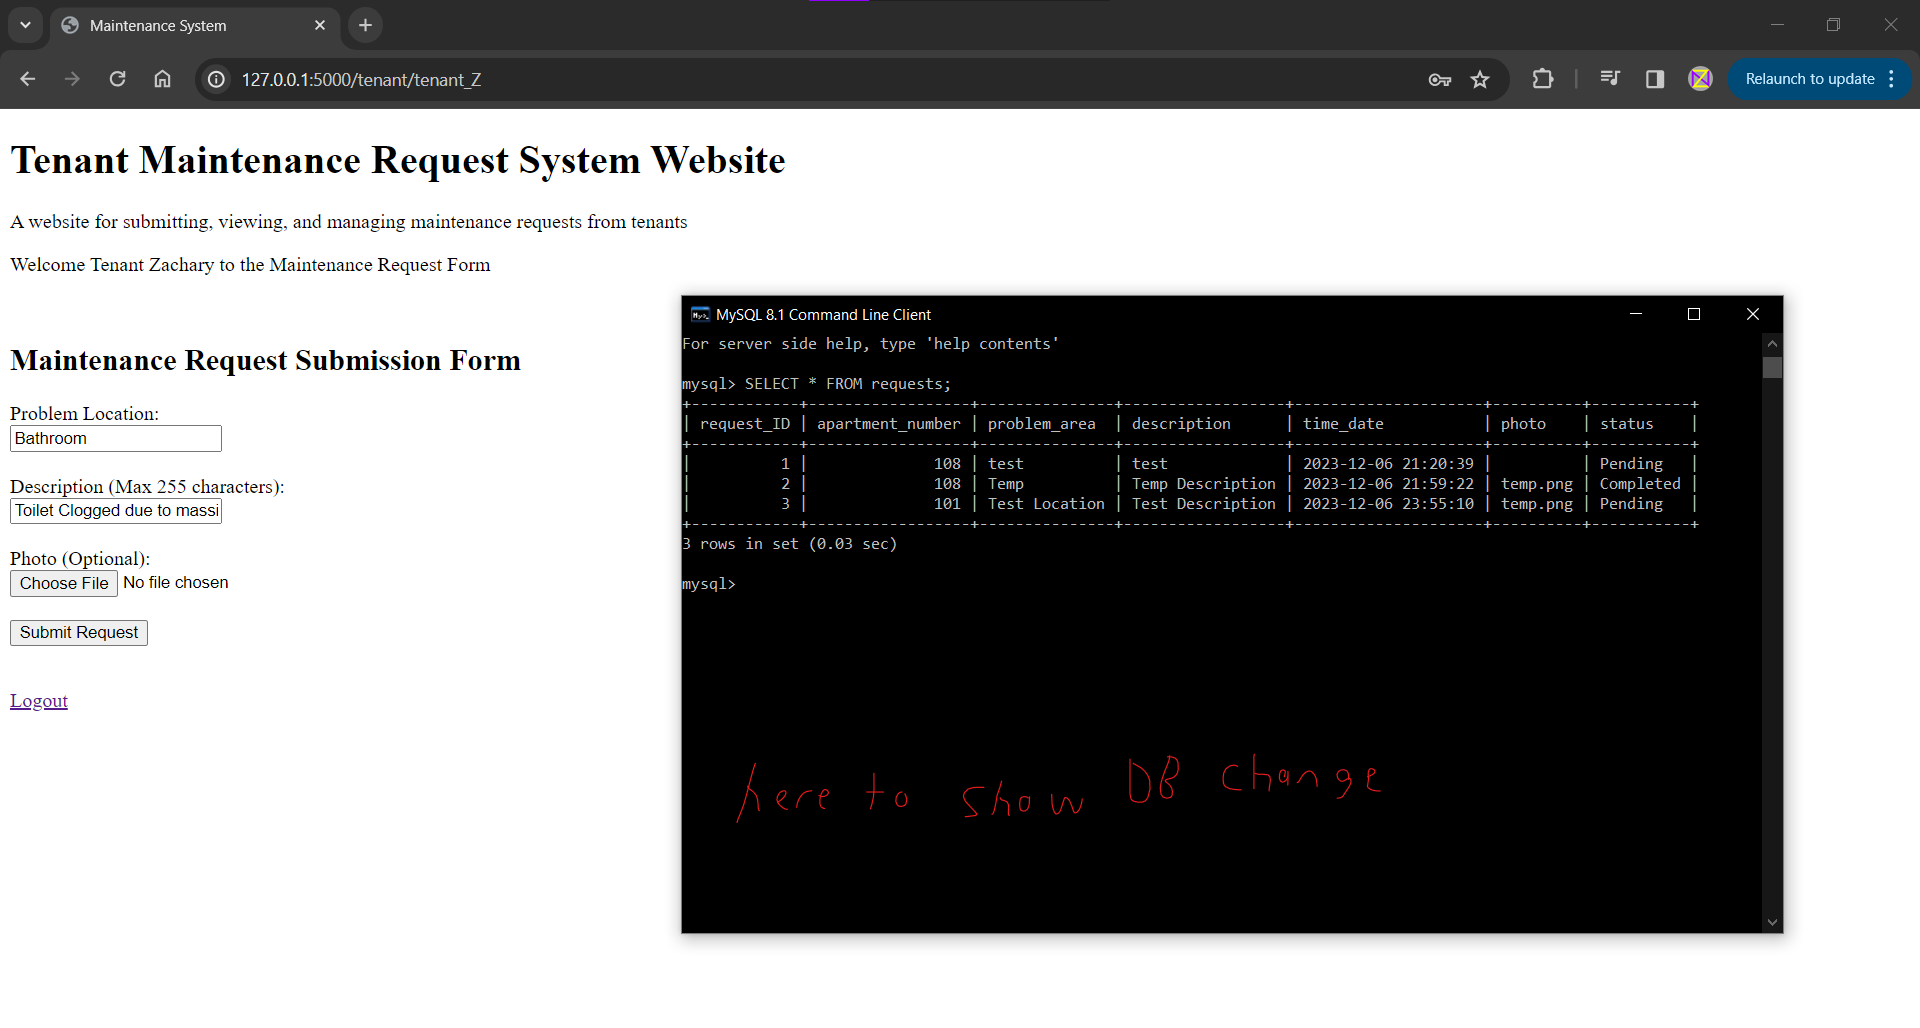 Maintenance System
127.0.0.1:5000/tenant/tenant_Z
Relaunch to update
Tenant Maintenance Request System Website
A website for submitting, viewing, and managing maintenance requests from tenants
Welcome Tenant Zachary to the Maintenance Request Form
Maintenance Request Submission Form
Problem Location:
Bathroom
Description (Max 255 characters):
Toilet Clogged due to massi
Photo (Optional):
Choose File No file chosen
Submit Request
Logout
MySQL 8.1 Command Line Client
For server side help, type 'help contents'
mysql> SELECT * FROM requests;
+------------+------------------+---------------+------------------+---------------------+----------+-----------+
| request_ID | apartment_number | problem_area  | description      | time_date           | photo    | status    |
+------------+------------------+---------------+------------------+---------------------+----------+-----------+
|          1 |              108 | test          | test             | 2023-12-06 21:20:39 |          | Pending   |
|          2 |              108 | Temp          | Temp Description | 2023-12-06 21:59:22 | temp.png | Completed |
|          3 |              101 | Test Location | Test Description | 2023-12-06 23:55:10 | temp.png | Pending   |
+------------+------------------+---------------+------------------+---------------------+----------+-----------+
3 rows in set (0.03 sec)
mysql>
here to show DB change